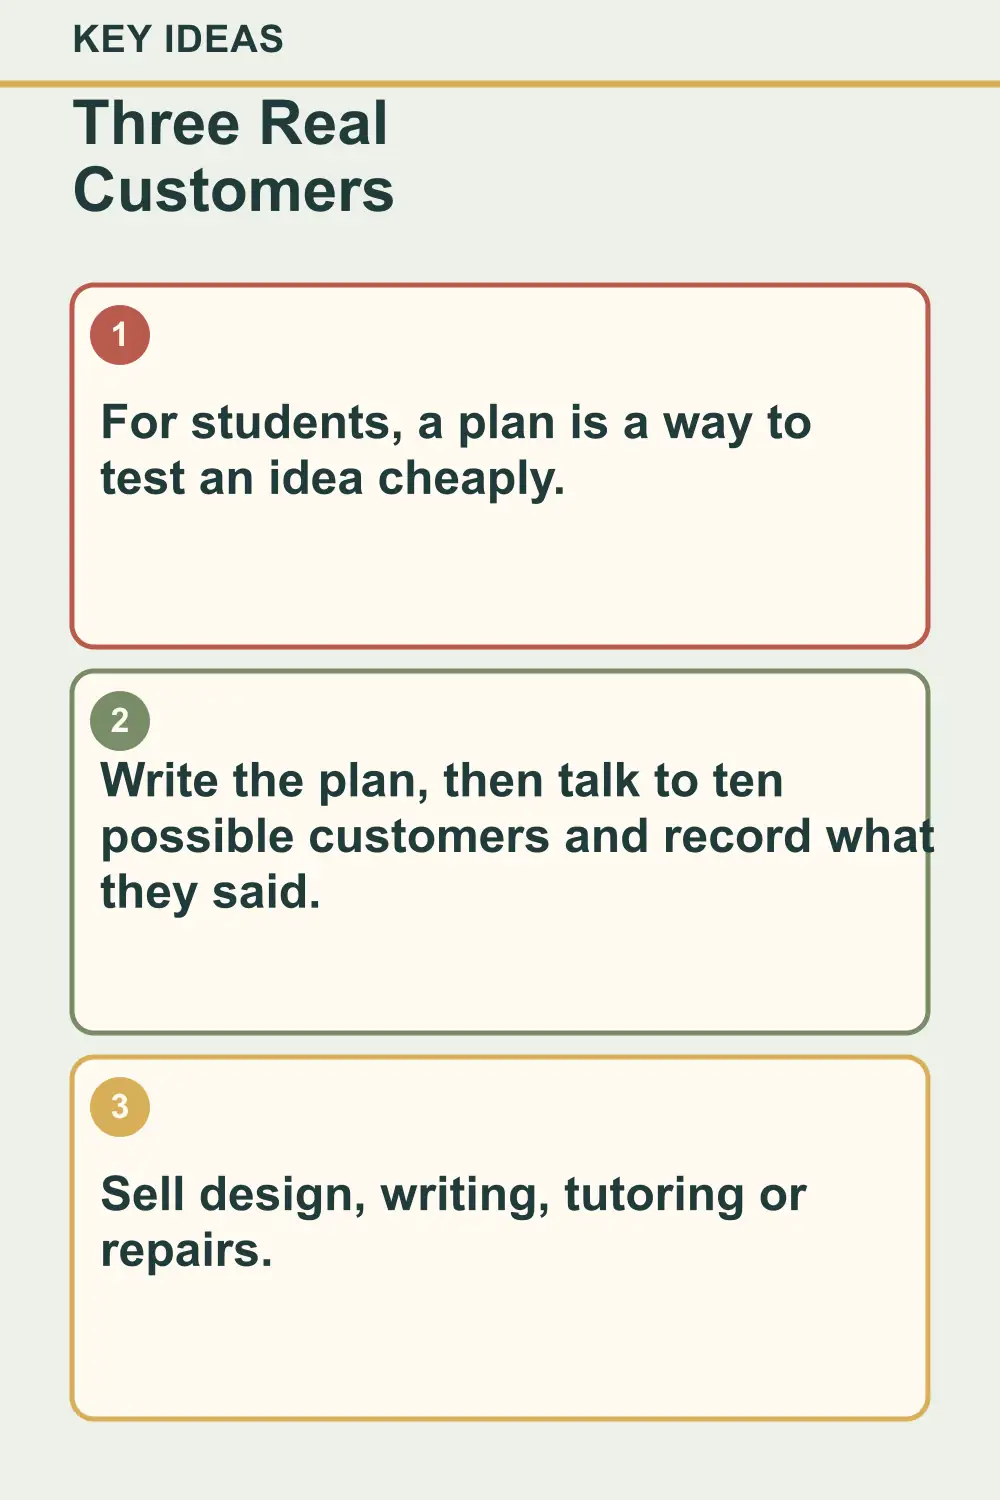 KEY IDEAS
Three Real
Customers
1
For students, a plan is a way to
test an idea cheaply.
2
Write the plan, then talk to ten
possible customers and record what
they said.
3
Sell design, writing, tutoring or
repairs.